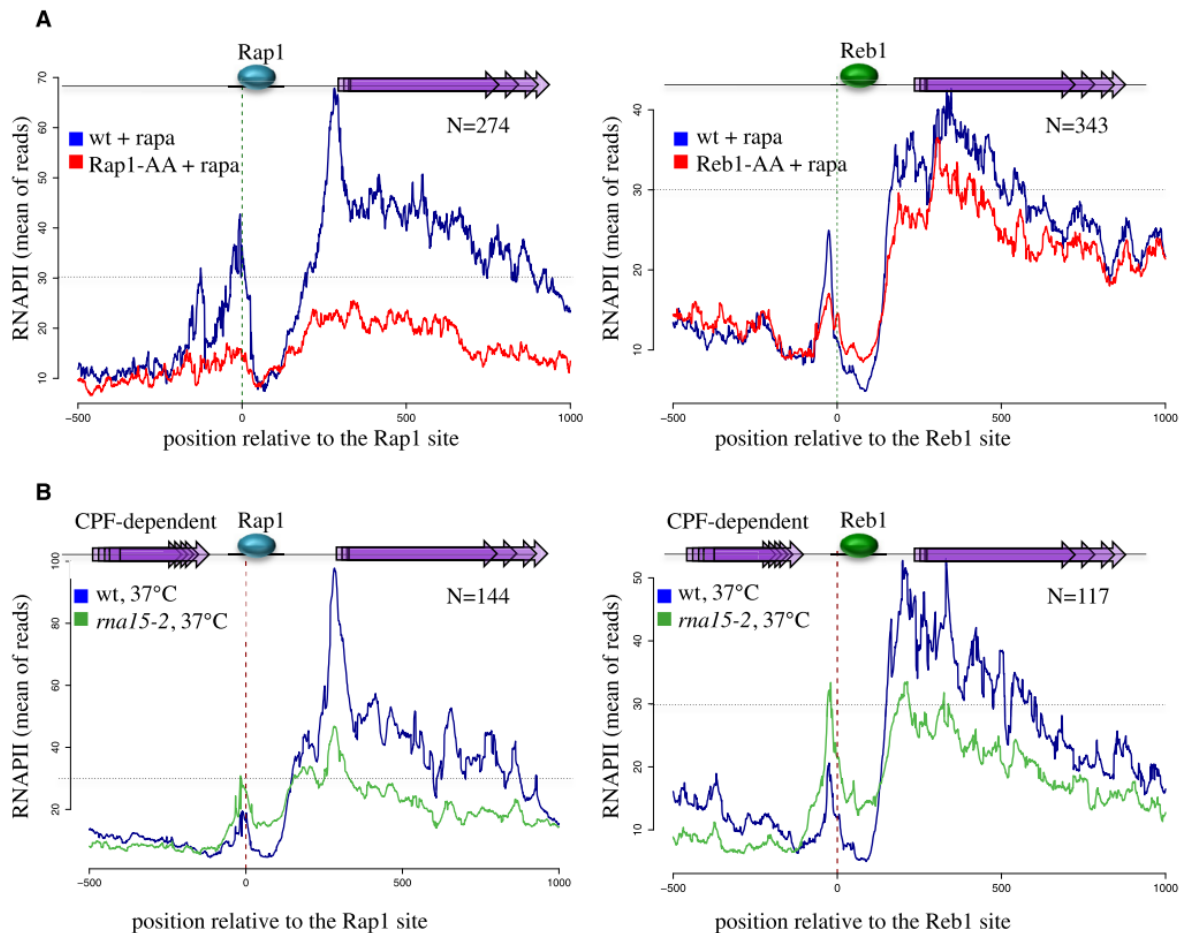 A
Rap1
Reb1
RNAPII (mean of reads)
70
60
50
40
30
20
10
wt + rapa
Rap1-AA + rapa
N=274
-500
0
500
1000
position relative to the Rap1 site
RNAPII (mean of reads)
40
30
20
10
wt + rapa
Reb1-AA + rapa
N=343
-500
0
500
1000
position relative to the Reb1 site
B
CPF-dependent
Rap1
RNAPII (mean of reads)
100
80
60
40
20
wt, 37°C
rna15-2, 37°C
N=144
-500
0
500
1000
position relative to the Rap1 site
CPF-dependent
Reb1
RNAPII (mean of reads)
50
40
30
20
10
wt, 37°C
rna15-2, 37°C
N=117
-500
0
500
1000
position relative to the Reb1 site